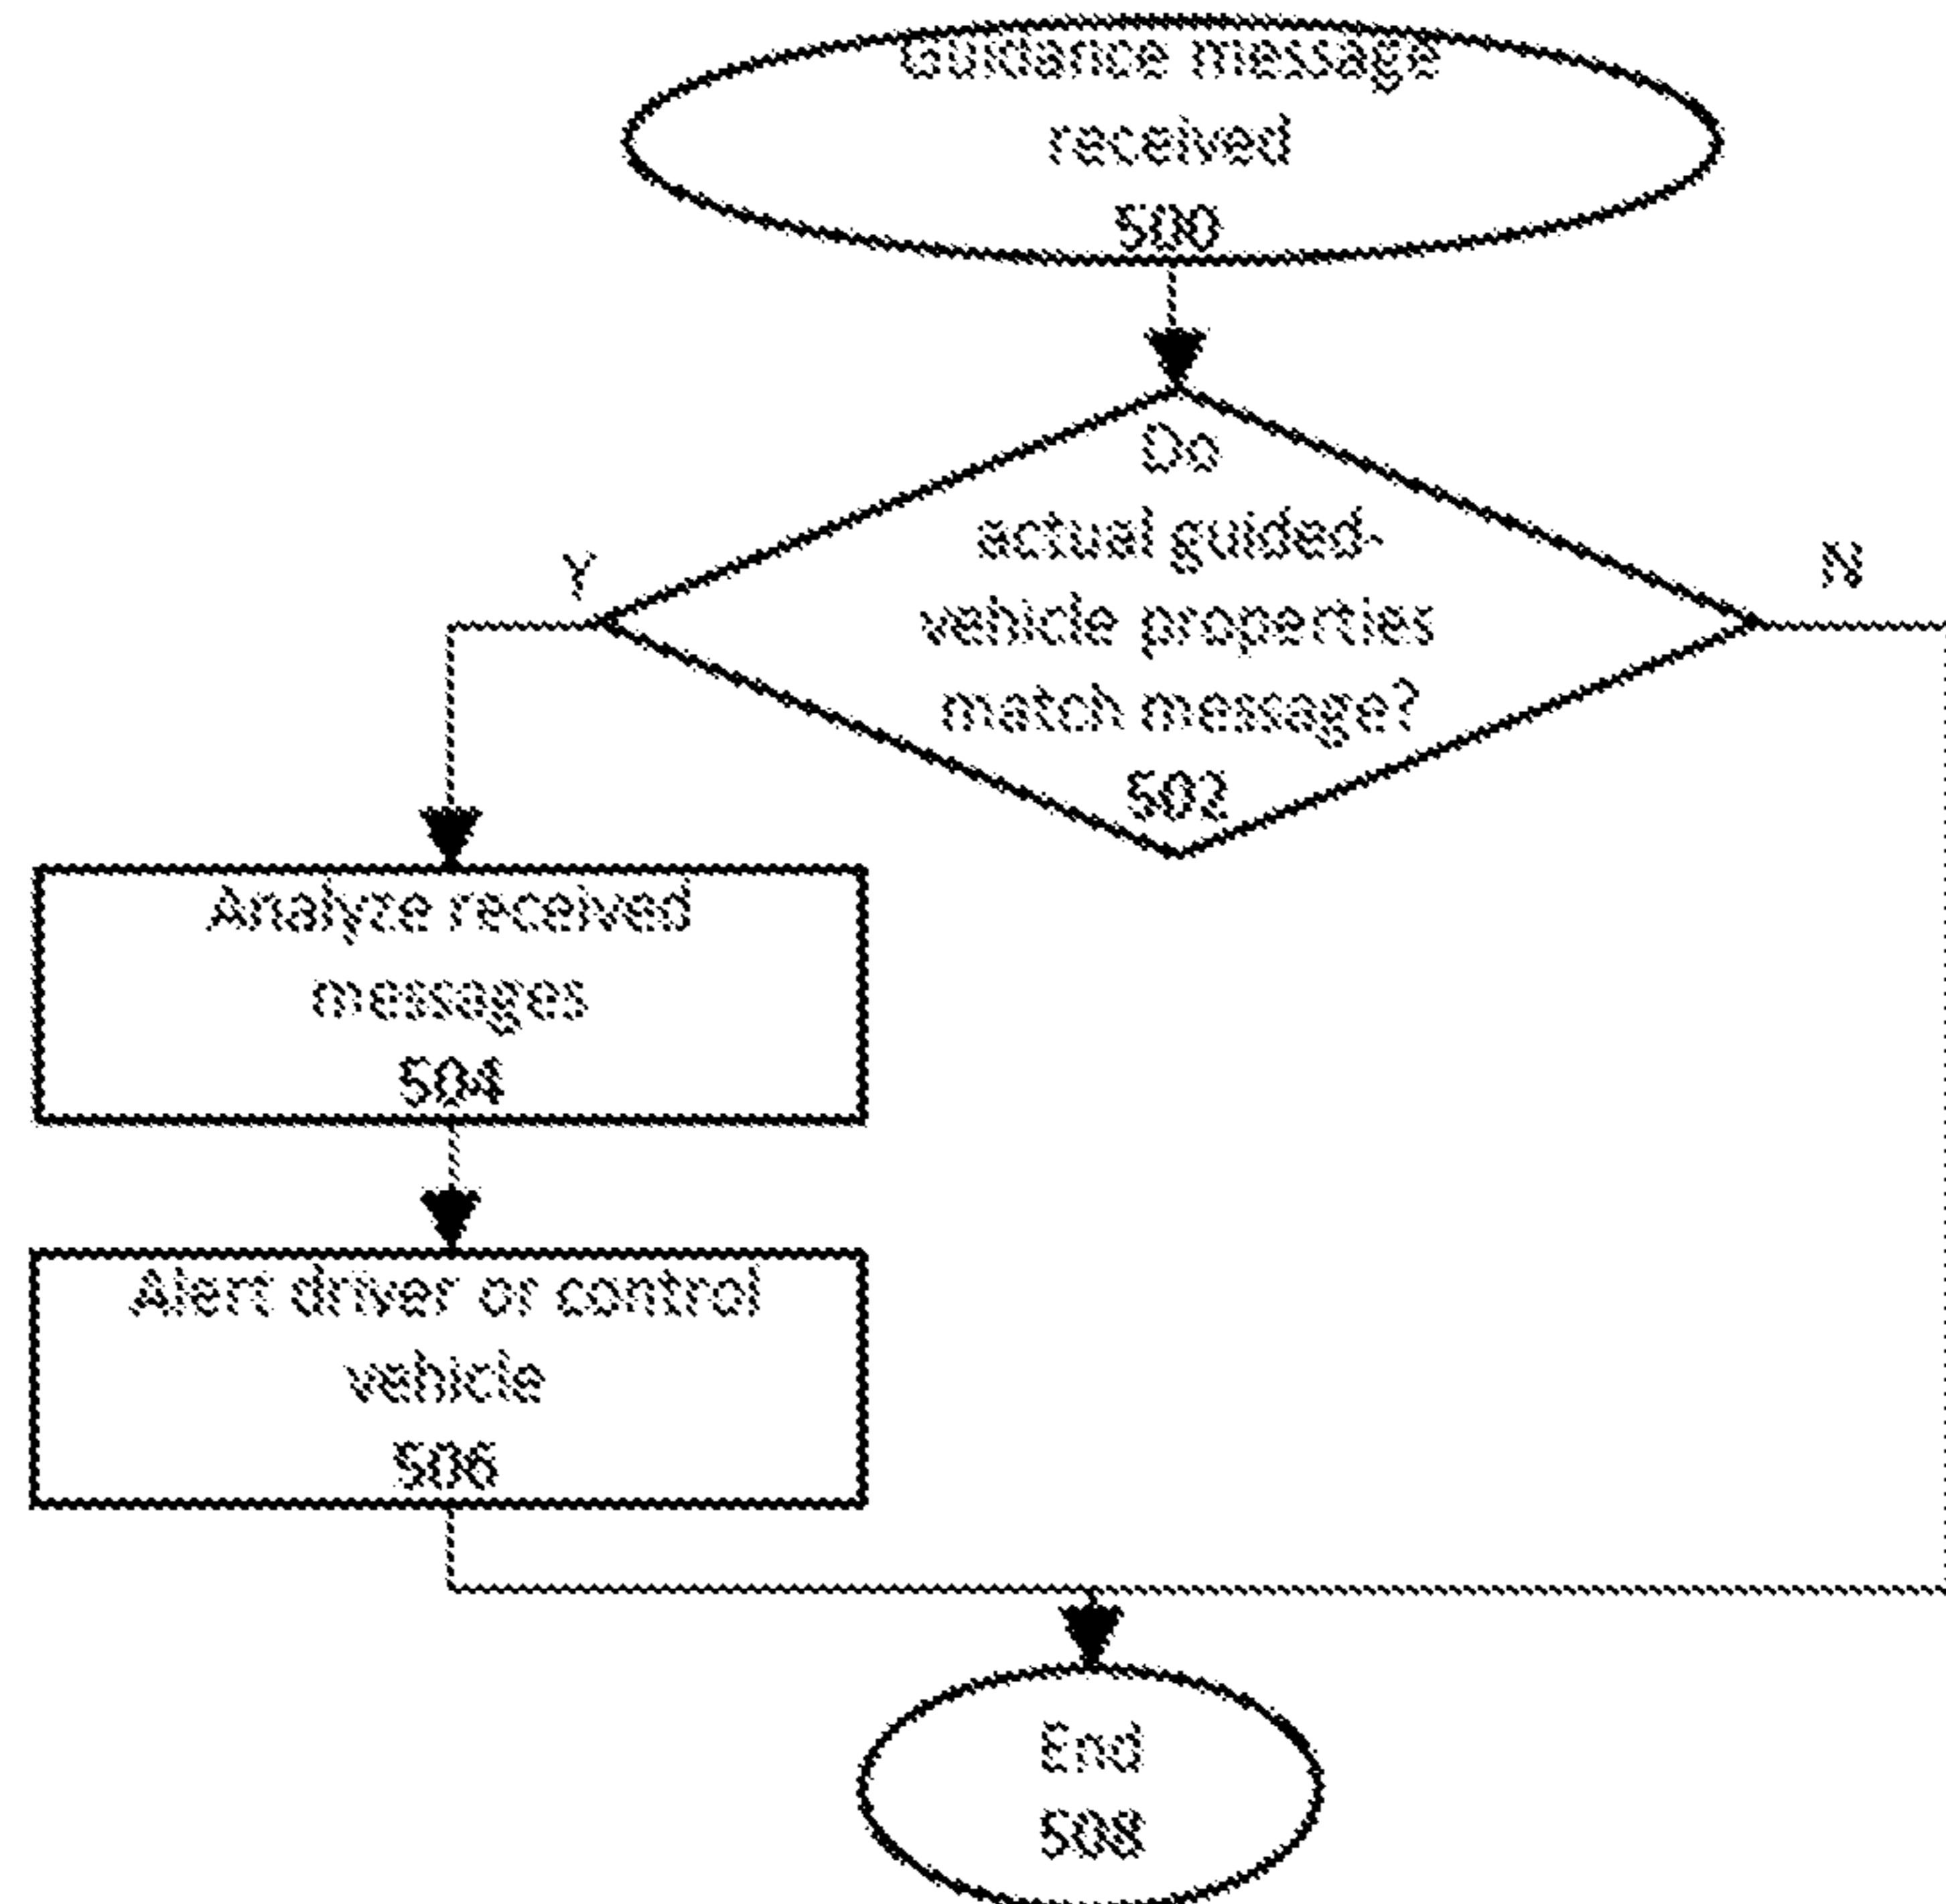 Guidance message
received
500
Do
actual guided-
vehicle properties
match message?
502
Y
N
Analyze received
messages
504
Alert driver or control
vehicle
506
End
508